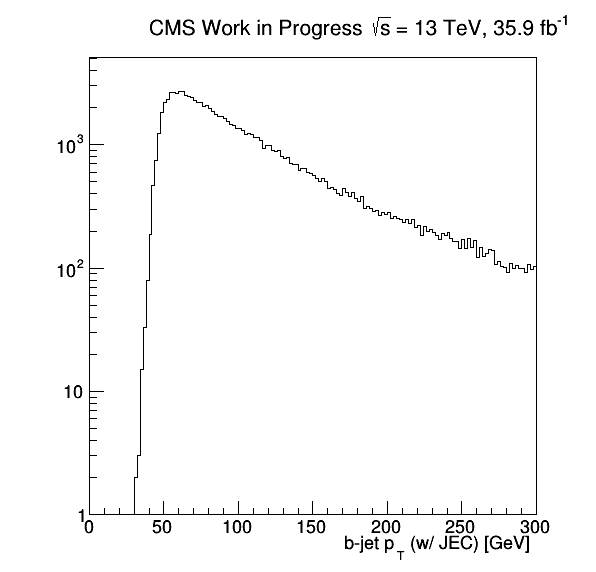 CMS Work in Progress √s = 13 TeV, 35.9 fb⁻¹
10³
10²
10
1
0 50 100 150 200 250 300
b-jet p_T (w/ JEC) [GeV]